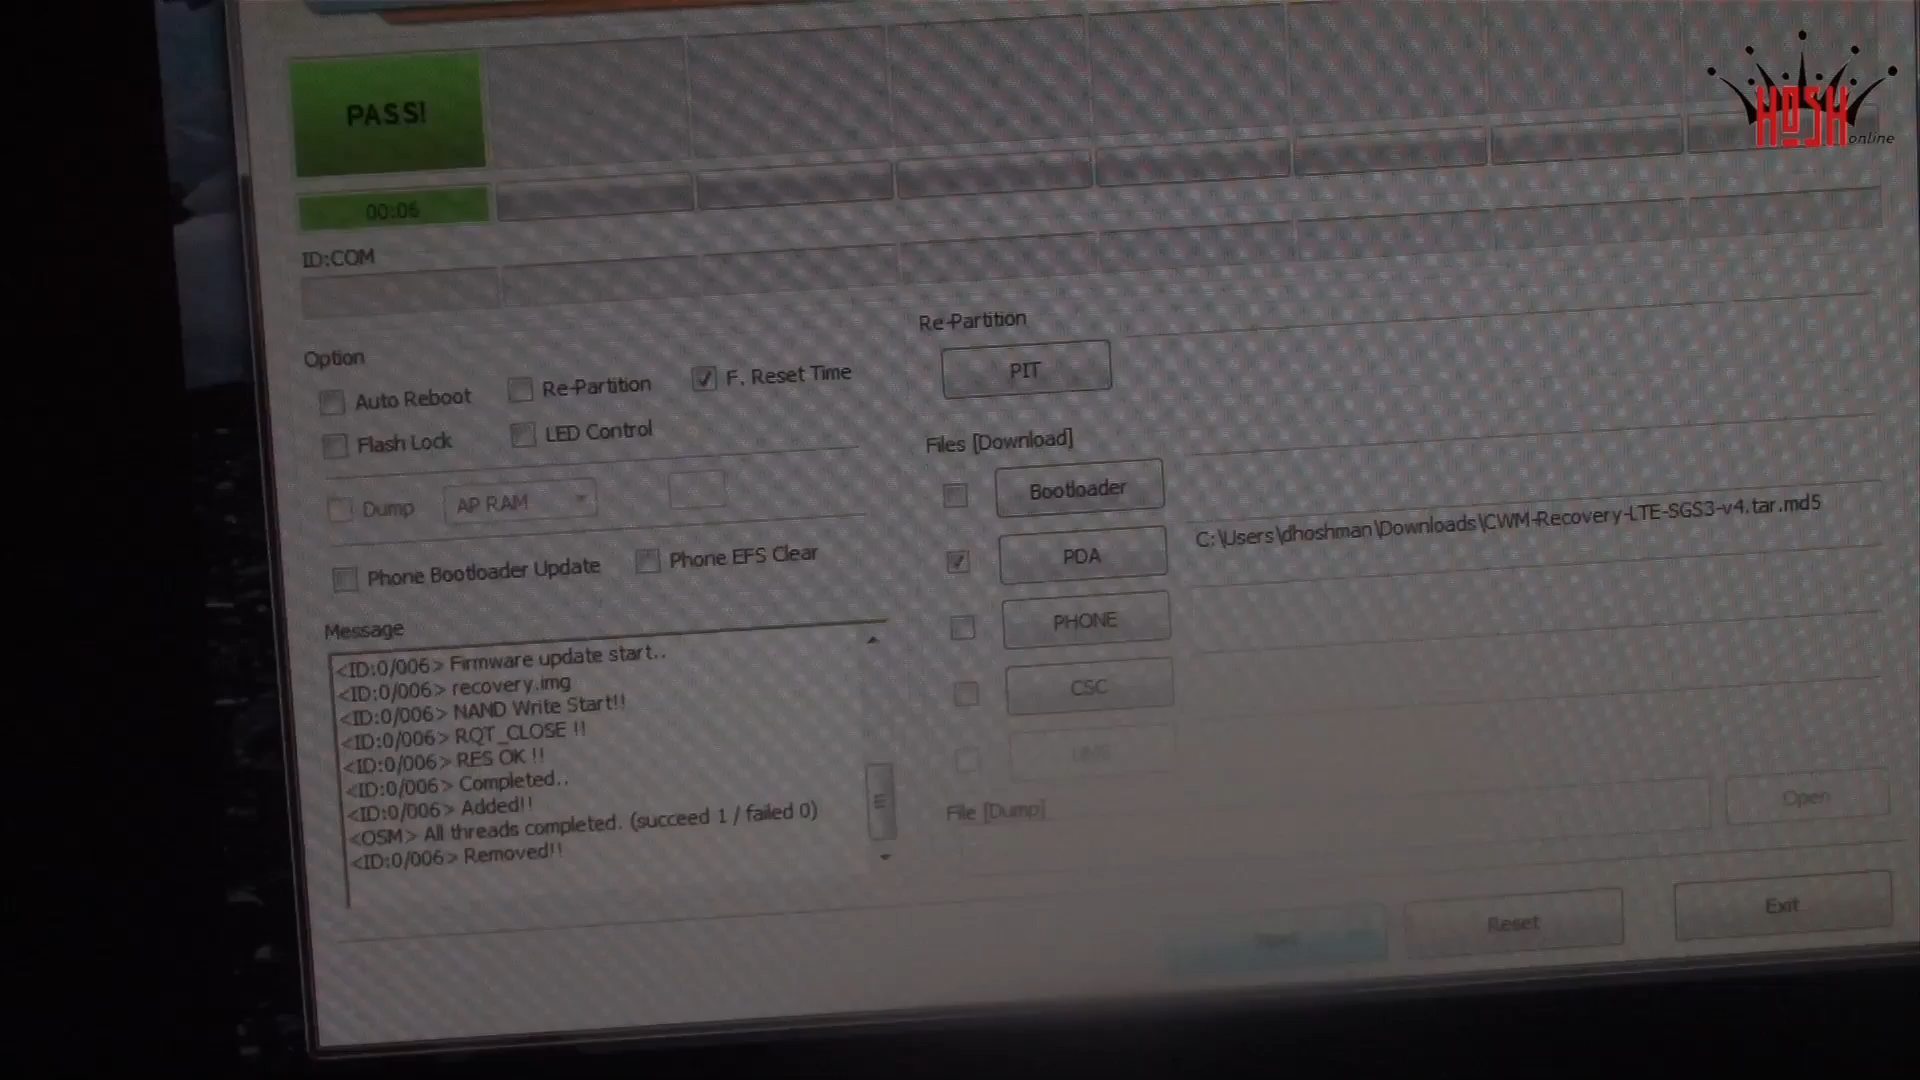 PASS!
HOSH
online
00:06
ID:COM
Option
Auto Reboot
Re-Partition
F. Reset Time
Flash Lock
LED Control
Dump
AP RAM
Phone Bootloader Update
Phone EFS Clear
Message
<ID:0/006> Firmware update start..
<ID:0/006> recovery.img
<ID:0/006> NAND Write Start!!
<ID:0/006> RQT_CLOSE !!
<ID:0/006> RES OK !!
<ID:0/006> Completed..
<ID:0/006> Added!!
<OSM> All threads completed. (succeed 1 / failed 0)
<ID:0/006> Removed!!
Re-Partition
PIT
Files [Download]
Bootloader
PDA
C:\Users\dhoshman\Downloads\CWM-Recovery-LTE-SGS3-v4.tar.md5
PHONE
CSC
UMS
File [Dump]
Open
Reset
Exit